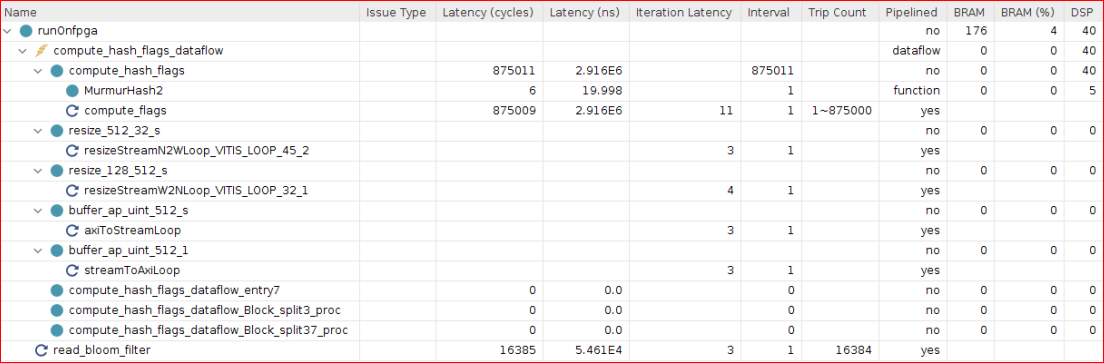 Name Issue Type Latency (cycles) Latency (ns) Iteration Latency Interval Trip Count Pipelined BRAM BRAM (%) DSP
runOnfpga no 176 4 40
compute_hash_flags_dataflow dataflow 0 0 40
compute_hash_flags 875011 2.916E6 875011 no 0 0 40
MurmurHash2 6 19.998 1 function 0 0 5
compute_flags 875009 2.916E6 11 1 1~875000 yes
resize_512_32_s no 0 0 0
resizeStreamN2WLoop_VITIS_LOOP_45_2 3 1 yes
resize_128_512_s no 0 0 0
resizeStreamW2NLoop_VITIS_LOOP_32_1 4 1 yes
buffer_ap_uint_512_s no 0 0 0
axiToStreamLoop 3 1 yes
buffer_ap_uint_512_1 no 0 0 0
streamToAxiLoop 3 1 yes
compute_hash_flags_dataflow_entry7 0 0.0 0 no 0 0 0
compute_hash_flags_dataflow_Block_split3_proc 0 0.0 0 no 0 0 0
compute_hash_flags_dataflow_Block_split37_proc 0 0.0 0 no 0 0 0
read_bloom_filter 16385 5.461E4 3 1 16384 yes